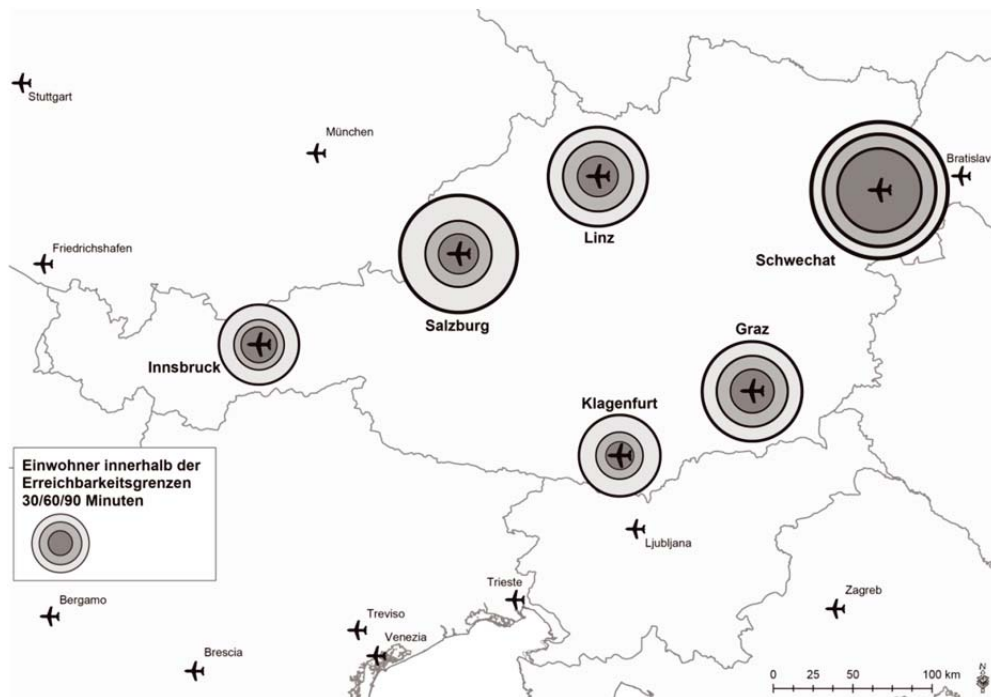 Stuttgart
München
Bratislava
Linz
Friedrichshafen
Schwechat
Salzburg
Graz
Innsbruck
Klagenfurt
Einwohner innerhalb der
Erreichbarkeitsgrenzen
30/60/90 Minuten
Ljubljana
Trieste
Bergamo
Zagreb
Treviso
Venezia
Brescia
0 25 50 100 km
N